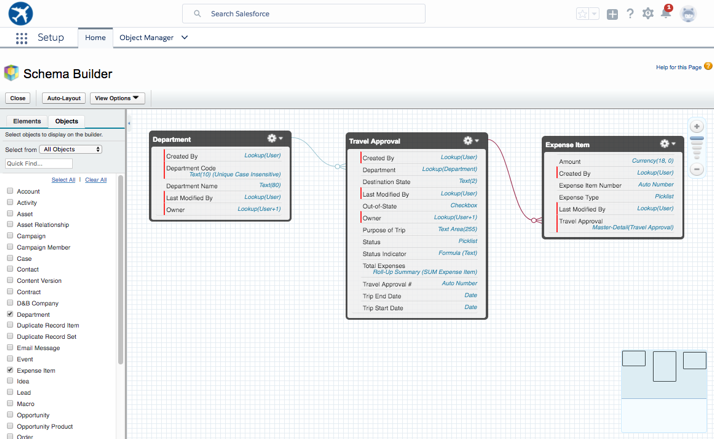 Search Salesforce
1
Setup
Home
Object Manager
Schema Builder
Help for this Page
Close
Auto-Layout
View Options
Elements
Objects
Select objects to display on the builder.
Select from All Objects
Quick Find...
Select All | Clear All
Account
Activity
Asset
Asset Relationship
Campaign
Campaign Member
Case
Contact
Content Version
Contract
D&B Company
Department
Duplicate Record Item
Duplicate Record Set
Email Message
Event
Expense Item
Idea
Lead
Macro
Opportunity
Opportunity Product
Order
Department
Created By Lookup(User)
Department Code
Text(10) (Unique Case Insensitive)
Department Name Text(80)
Last Modified By Lookup(User)
Owner Lookup(User+1)
Travel Approval
Created By Lookup(User)
Department Lookup(Department)
Destination State Text(2)
Last Modified By Lookup(User)
Out-of-State Checkbox
Owner Lookup(User+1)
Purpose of Trip Text Area(255)
Status Picklist
Status Indicator Formula (Text)
Total Expenses
Roll-Up Summary (SUM Expense Item)
Travel Approval # Auto Number
Trip End Date Date
Trip Start Date Date
Expense Item
Amount Currency(18, 0)
Created By Lookup(User)
Expense Item Number Auto Number
Expense Type Picklist
Last Modified By Lookup(User)
Travel Approval
Master-Detail(Travel Approval)